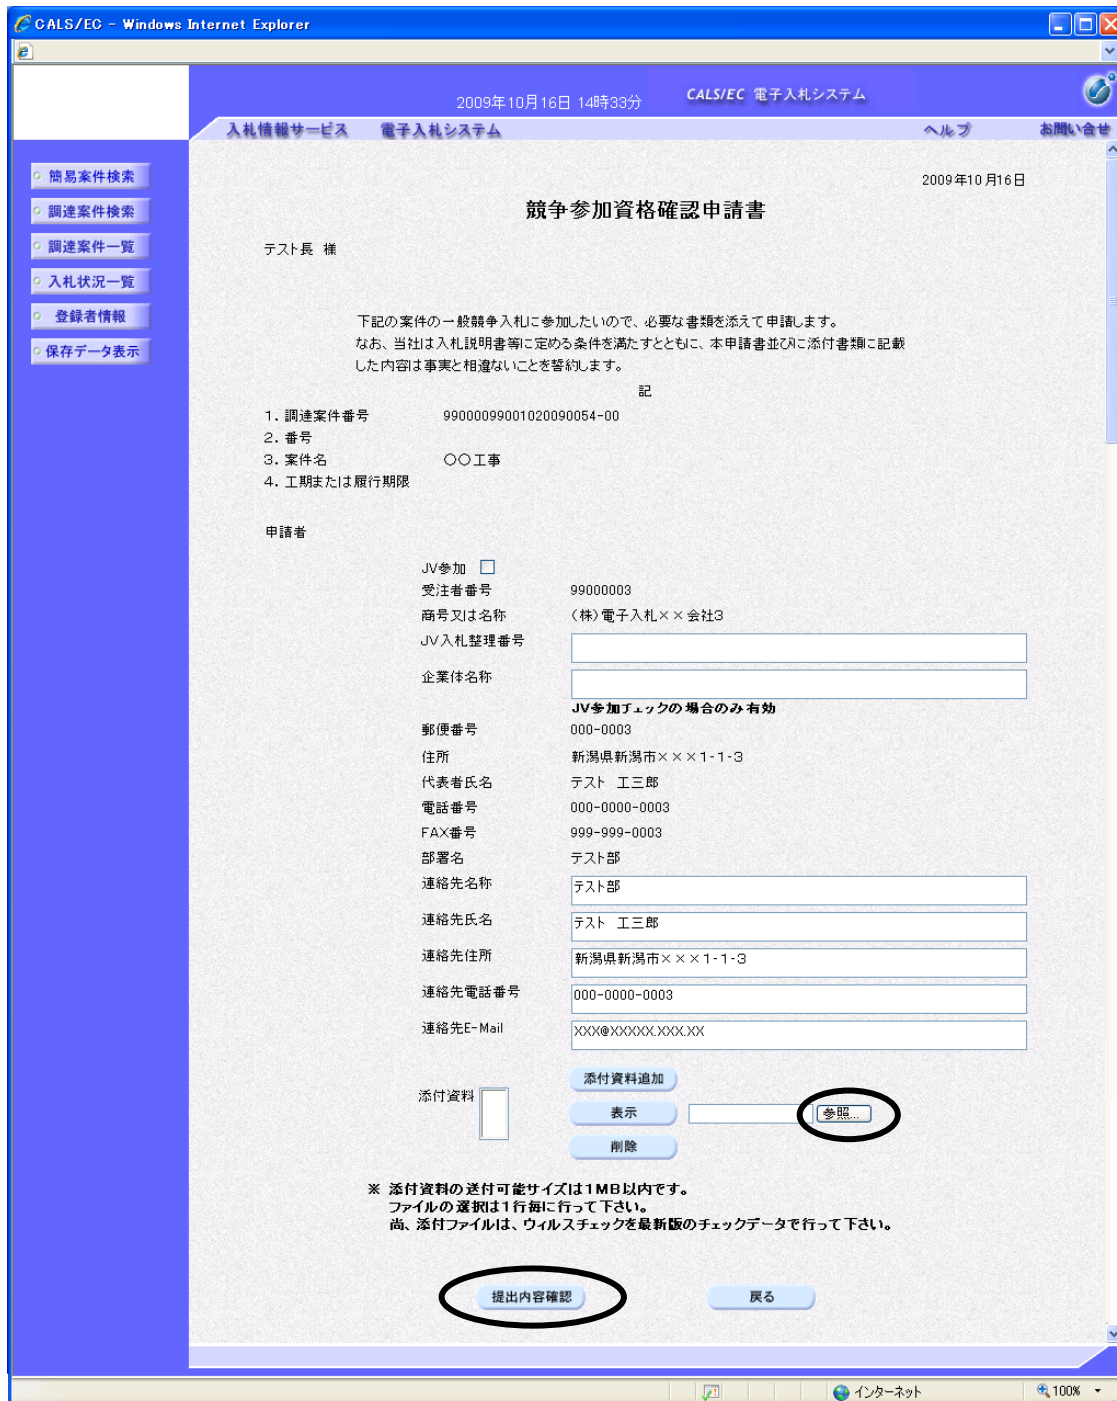 CALS/EC - Windows Internet Explorer
2009年10月16日 14時33分
CALS/EC 電子入札システム
入札情報サービス 電子入札システム ヘルプ お問い合せ
簡易案件検索
調達案件検索
調達案件一覧
入札状況一覧
登録者情報
保存データ表示
2009年10月16日
競争参加資格確認申請書
テスト長 様
下記の案件の一般競争入札に参加したいので、必要な書類を添えて申請します。
なお、当社は入札説明書等に定める条件を満たすとともに、本申請書並びに添付書類に記載
した内容は事実と相違ないことを誓約します。
記
1. 調達案件番号 99000099001020090054-00
2. 番号
3. 案件名 ○○工事
4. 工期または履行期限
申請者
JV参加
受注者番号 99000003
商号又は名称 (株)電子入札××会社3
JV入札整理番号
企業体名称
JV参加チェックの場合のみ有効
郵便番号 000-0003
住所 新潟県新潟市×××1-1-3
代表者氏名 テスト 工三郎
電話番号 000-0000-0003
FAX番号 999-999-0003
部署名 テスト部
連絡先名称 テスト部
連絡先氏名 テスト 工三郎
連絡先住所 新潟県新潟市×××1-1-3
連絡先電話番号 000-0000-0003
連絡先E-Mail XXX@XXXXX.XXX.XX
添付資料追加
添付資料 表示 参照...
削除
※ 添付資料の送付可能サイズは1MB以内です。
ファイルの選択は1行毎に行って下さい。
尚、添付ファイルは、ウィルスチェックを最新版のチェックデータで行って下さい。
提出内容確認 戻る
インターネット 100%